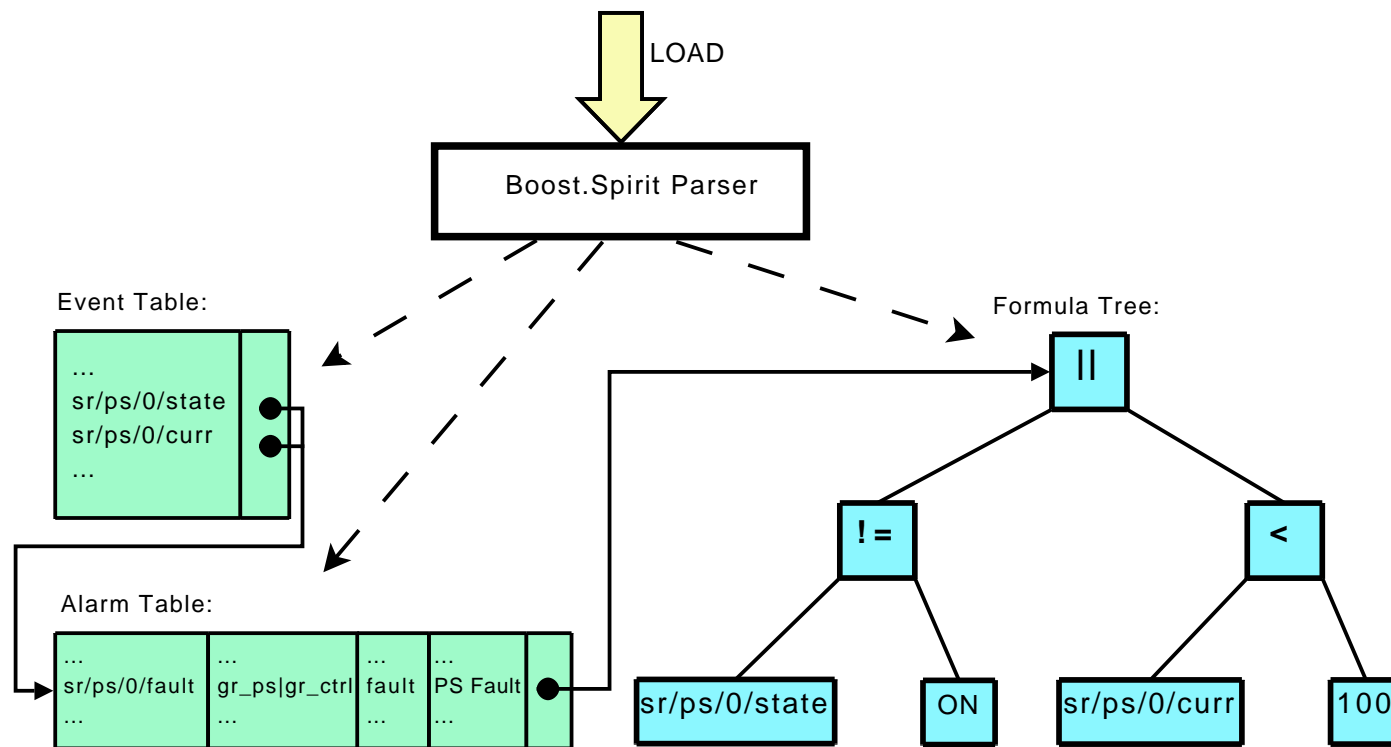 LOAD
Boost.Spirit Parser
Event Table:
...
sr/ps/0/state
sr/ps/0/curr
...
Formula Tree:
||
!=
<
sr/ps/0/state
ON
sr/ps/0/curr
100
Alarm Table:
... ... ... ...
sr/ps/0/fault gr_ps|gr_ctrl fault PS Fault
... ... ... ...